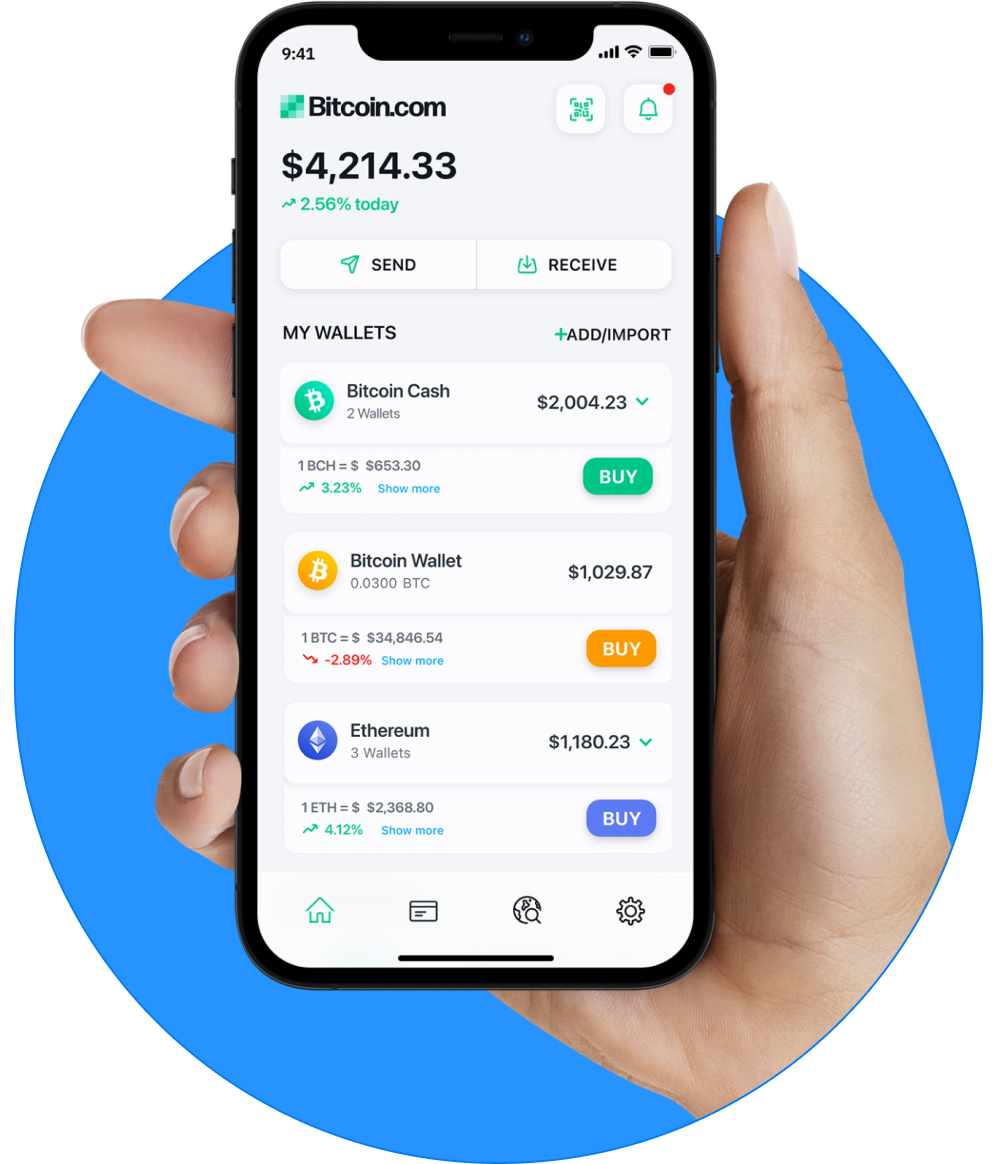 9:41
Bitcoin.com
$4,214.33
2.56% today
SEND RECEIVE
MY WALLETS +ADD/IMPORT
Bitcoin Cash
2 Wallets
$2,004.23
1 BCH = $ $653.30
3.23% Show more
BUY
Bitcoin Wallet
0.0300 BTC
$1,029.87
1 BTC = $ $34,846.54
-2.89% Show more
BUY
Ethereum
3 Wallets
$1,180.23
1 ETH = $ $2,368.80
4.12% Show more
BUY